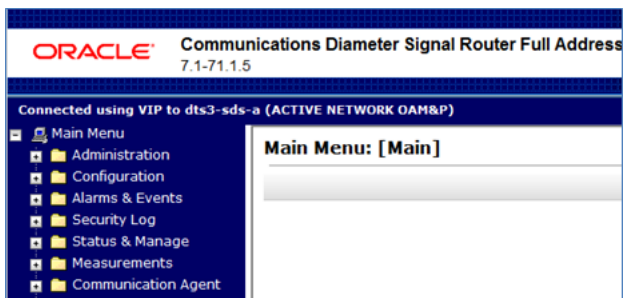 ORACLE®
Communications Diameter Signal Router Full Address
7.1-71.1.5
Connected using VIP to dts3-sds-a (ACTIVE NETWORK OAM&P)
Main Menu
Administration
Configuration
Alarms & Events
Security Log
Status & Manage
Measurements
Communication Agent
Main Menu: [Main]